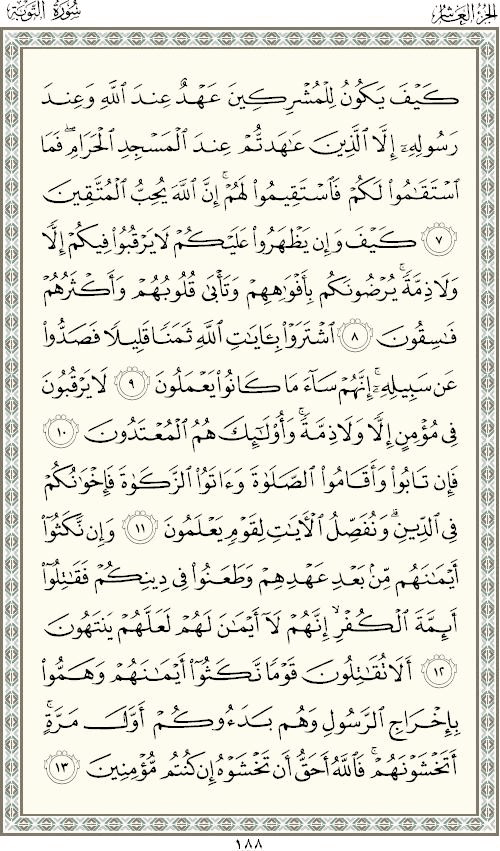 الجزء العاشر
سورة التوبة
كَيۡفَ يَكُونُ لِلۡمُشۡرِكِينَ عَهۡدٌ عِندَ ٱللَّهِ وَعِندَ
رَسُولِهِۦٓ إِلَّا ٱلَّذِينَ عَٰهَدتُّمۡ عِندَ ٱلۡمَسۡجِدِ ٱلۡحَرَامِۖ فَمَا
ٱسۡتَقَٰمُواْ لَكُمۡ فَٱسۡتَقِيمُواْ لَهُمۡۚ إِنَّ ٱللَّهَ يُحِبُّ ٱلۡمُتَّقِينَ
٧ كَيۡفَ وَإِن يَظۡهَرُواْ عَلَيۡكُمۡ لَا يَرۡقُبُواْ فِيكُمۡ إِلّٗا
وَلَا ذِمَّةٗۚ يُرۡضُونَكُم بِأَفۡوَٰهِهِمۡ وَتَأۡبَىٰ قُلُوبُهُمۡ وَأَكۡثَرُهُمۡ
فَٰسِقُونَ ٨ ٱشۡتَرَوۡاْ بِـَٔايَٰتِ ٱللَّهِ ثَمَنٗا قَلِيلٗا فَصَدُّواْ
عَن سَبِيلِهِۦٓۚ إِنَّهُمۡ سَآءَ مَا كَانُواْ يَعۡمَلُونَ ٩ لَا يَرۡقُبُونَ
فِي مُؤۡمِنٍ إِلّٗا وَلَا ذِمَّةٗۚ وَأُوْلَٰٓئِكَ هُمُ ٱلۡمُعۡتَدُونَ ١٠
فَإِن تَابُواْ وَأَقَامُواْ ٱلصَّلَوٰةَ وَءَاتَوُاْ ٱلزَّكَوٰةَ فَإِخۡوَٰنُكُمۡ
فِي ٱلدِّينِۗ وَنُفَصِّلُ ٱلۡأٓيَٰتِ لِقَوۡمٖ يَعۡلَمُونَ ١١ وَإِن نَّكَثُوٓاْ
أَيۡمَٰنَهُم مِّنۢ بَعۡدِ عَهۡدِهِمۡ وَطَعَنُواْ فِي دِينِكُمۡ فَقَٰتِلُوٓاْ
أَئِمَّةَ ٱلۡكُفۡرِ إِنَّهُمۡ لَآ أَيۡمَٰنَ لَهُمۡ لَعَلَّهُمۡ يَنتَهُونَ
١٢ أَلَا تُقَٰتِلُونَ قَوۡمٗا نَّكَثُوٓاْ أَيۡمَٰنَهُمۡ وَهَمُّواْ
بِإِخۡرَاجِ ٱلرَّسُولِ وَهُم بَدَءُوكُمۡ أَوَّلَ مَرَّةٍۚ
أَتَخۡشَوۡنَهُمۡۚ فَٱللَّهُ أَحَقُّ أَن تَخۡشَوۡهُ إِن كُنتُم مُّؤۡمِنِينَ ١٣
١٨٨